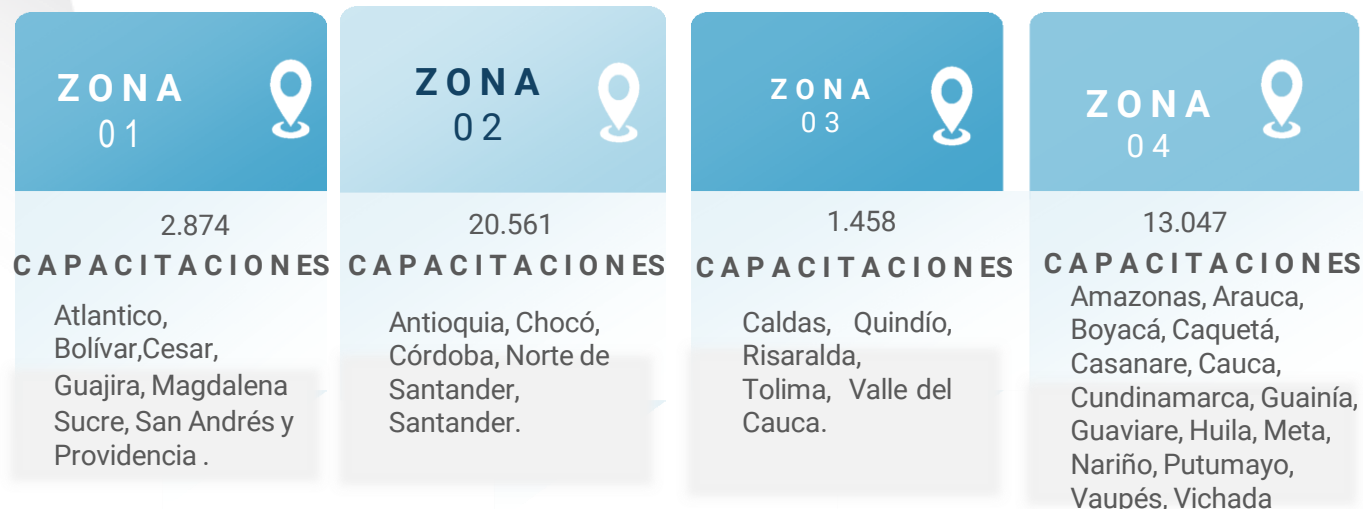 ZONA
01
2.874
CAPACITACIONES
Atlantico,
Bolívar,Cesar,
Guajira, Magdalena
Sucre, San Andrés y
Providencia .
ZONA
02
20.561
CAPACITACIONES
Antioquia, Chocó,
Córdoba, Norte de
Santander,
Santander.
ZONA
03
1.458
CAPACITACIONES
Caldas, Quindío,
Risaralda,
Tolima, Valle del
Cauca.
ZONA
04
13.047
CAPACITACIONES
Amazonas, Arauca,
Boyacá, Caquetá,
Casanare, Cauca,
Cundinamarca, Guainía,
Guaviare, Huila, Meta,
Nariño, Putumayo,
Vaupés, Vichada